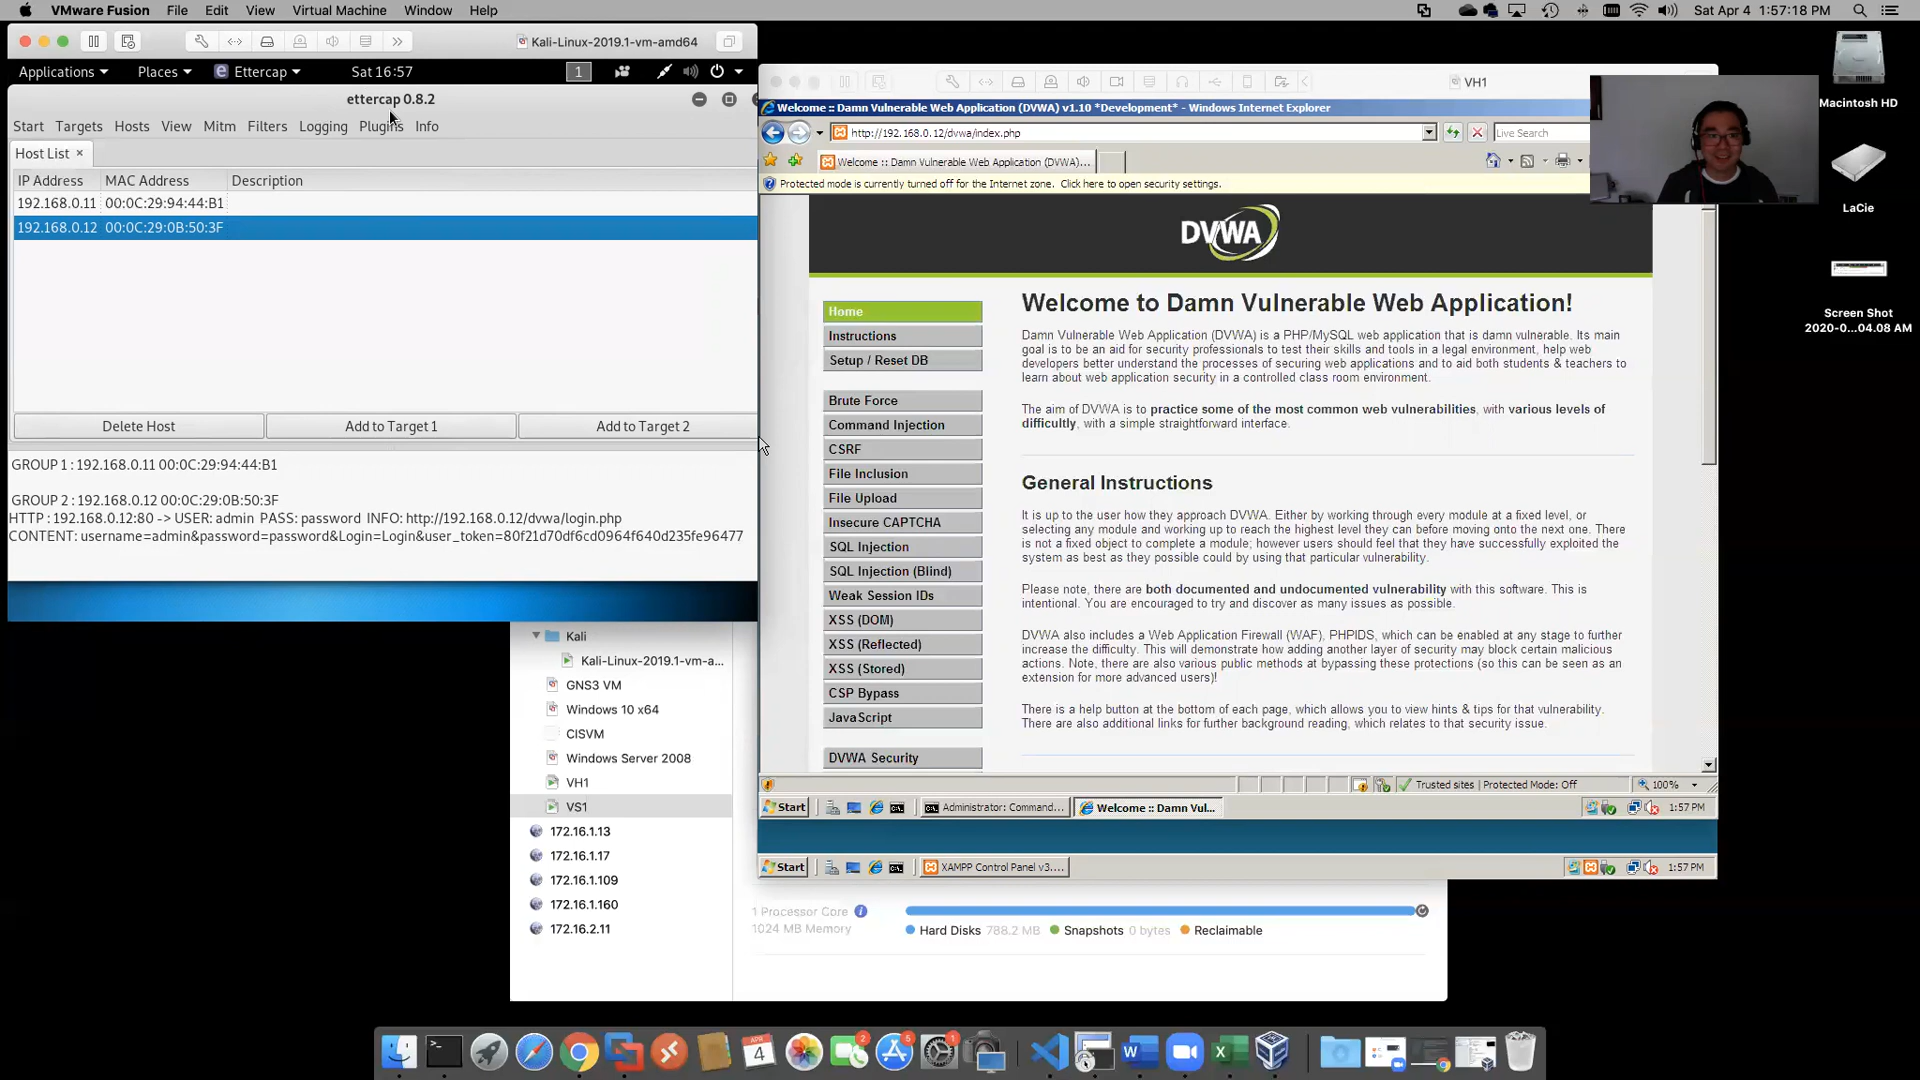 VMware Fusion File Edit View Virtual Machine Window Help
Sat Apr 4 1:57:18 PM
Kali-Linux-2019.1-vm-amd64
Applications Places Ettercap Sat 16:57 1
ettercap 0.8.2
Start Targets Hosts View Mitm Filters Logging Plugins Info
Host List ×
IP Address MAC Address Description
192.168.0.11 00:0C:29:94:44:B1
192.168.0.12 00:0C:29:0B:50:3F
Delete Host Add to Target 1 Add to Target 2
GROUP 1 : 192.168.0.11 00:0C:29:94:44:B1
GROUP 2 : 192.168.0.12 00:0C:29:0B:50:3F
HTTP : 192.168.0.12:80 -> USER: admin PASS: password INFO: http://192.168.0.12/dvwa/login.php
CONTENT: username=admin&password=password&Login=Login&user_token=80f21d70df6cd0964f640d235fe96477
VH1
Welcome :: Damn Vulnerable Web Application (DVWA) v1.10 *Development* - Windows Internet Explorer
http://192.168.0.12/dvwa/index.php
Live Search
Welcome :: Damn Vulnerable Web Application (DVWA)...
Protected mode is currently turned off for the Internet zone. Click here to open security settings.
DVWA
Home
Instructions
Setup / Reset DB
Brute Force
Command Injection
CSRF
File Inclusion
File Upload
Insecure CAPTCHA
SQL Injection
SQL Injection (Blind)
Weak Session IDs
XSS (DOM)
XSS (Reflected)
XSS (Stored)
CSP Bypass
JavaScript
DVWA Security
Welcome to Damn Vulnerable Web Application!
Damn Vulnerable Web Application (DVWA) is a PHP/MySQL web application that is damn vulnerable. Its main
goal is to be an aid for security professionals to test their skills and tools in a legal environment, help web
developers better understand the processes of securing web applications and to aid both students & teachers to
learn about web application security in a controlled class room environment.
The aim of DVWA is to practice some of the most common web vulnerabilities, with various levels of
difficultly, with a simple straightforward interface.
General Instructions
It is up to the user how they approach DVWA. Either by working through every module at a fixed level, or
selecting any module and working up to reach the highest level they can before moving onto the next one. There
is not a fixed object to complete a module; however users should feel that they have successfully exploited the
system as best as they possible could by using that particular vulnerability.
Please note, there are both documented and undocumented vulnerability with this software. This is
intentional. You are encouraged to try and discover as many issues as possible.
DVWA also includes a Web Application Firewall (WAF), PHPIDS, which can be enabled at any stage to further
increase the difficulty. This will demonstrate how adding another layer of security may block certain malicious
actions. Note, there are also various public methods at bypassing these protections (so this can be seen as an
extension for more advanced users)!
There is a help button at the bottom of each page, which allows you to view hints & tips for that vulnerability.
There are also additional links for further background reading, which relates to that security issue.
Trusted sites | Protected Mode: Off 100%
Start Administrator: Command... Welcome :: Damn Vul... 1:57 PM
Start XAMPP Control Panel v3.... 1:57 PM
Kali
Kali-Linux-2019.1-vm-a...
GNS3 VM
Windows 10 x64
CISVM
Windows Server 2008
VH1
VS1
172.16.1.13
172.16.1.17
172.16.1.109
172.16.1.160
172.16.2.11
1 Processor Core
1024 MB Memory
Hard Disks 788.2 MB Snapshots 0 bytes Reclaimable
Macintosh HD
LaCie
Screen Shot
2020-0...04.08 AM
APR
4
2
5
1